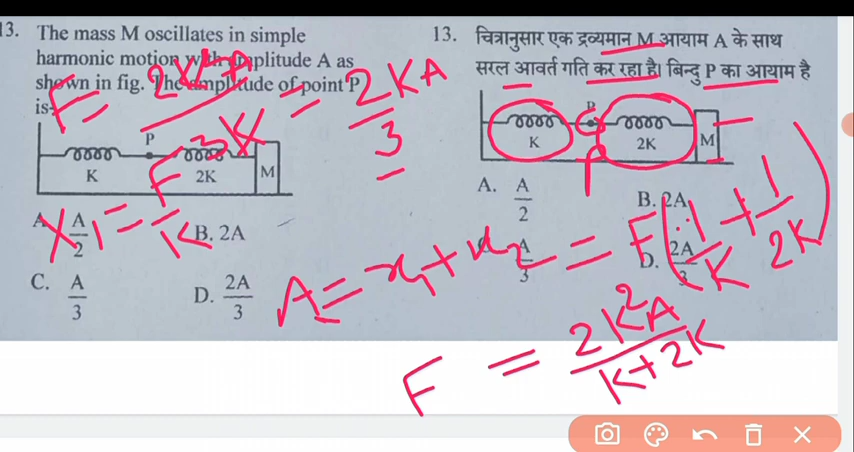 13. The mass M oscillates in simple
harmonic motion with amplitude A as
shown in fig. The amplitude of point P
is-
P
K 2K M
A. A/2 B. 2A
C. A/3 D. 2A/3
13. चित्रानुसार एक द्रव्यमान M आयाम A के साथ
सरल आवर्त गति कर रहा है। बिन्दु P का आयाम है
P
K 2K M
A. A/2 B. 2A
A/3 D. 2A/3
F = 2K²A/3K = 2KA/3
x₁ = F/K
A = x₁ + x₂ = F(1/K + 1/2K)
F = 2K²A/K+2K